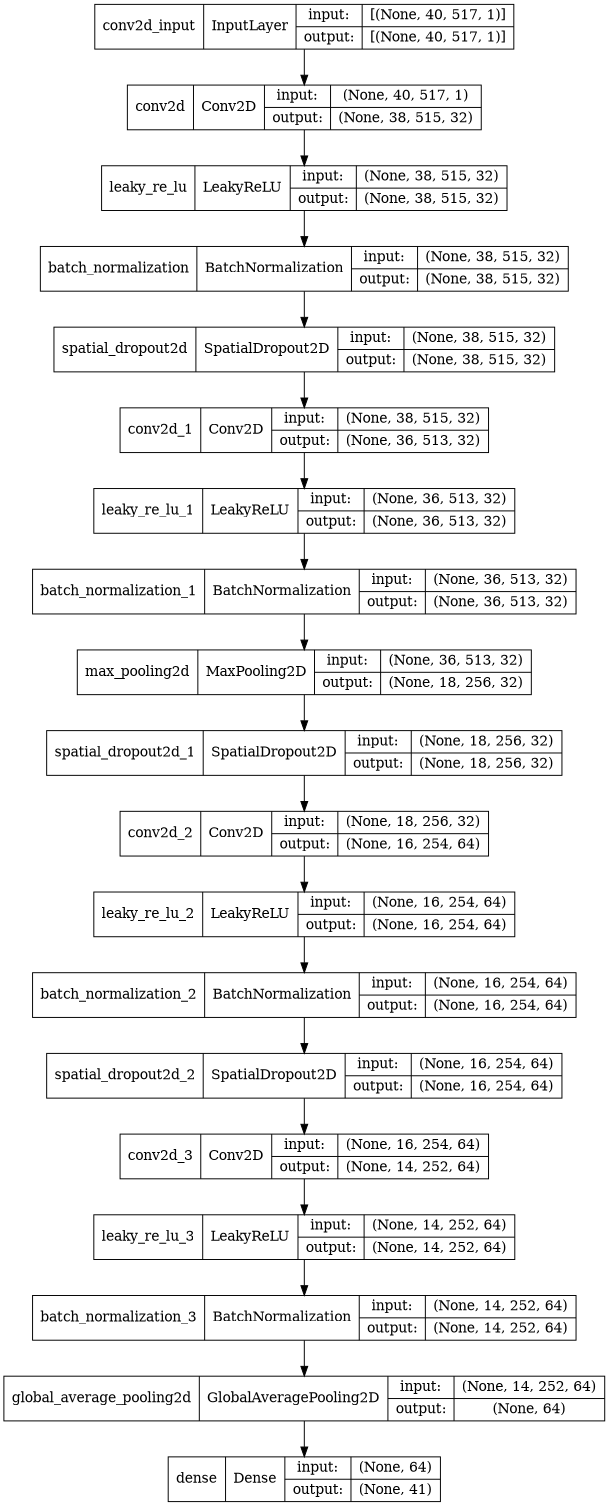 conv2d_input InputLayer input: [(None, 40, 517, 1)]
output: [(None, 40, 517, 1)]
conv2d Conv2D input: (None, 40, 517, 1)
output: (None, 38, 515, 32)
leaky_re_lu LeakyReLU input: (None, 38, 515, 32)
output: (None, 38, 515, 32)
batch_normalization BatchNormalization input: (None, 38, 515, 32)
output: (None, 38, 515, 32)
spatial_dropout2d SpatialDropout2D input: (None, 38, 515, 32)
output: (None, 38, 515, 32)
conv2d_1 Conv2D input: (None, 38, 515, 32)
output: (None, 36, 513, 32)
leaky_re_lu_1 LeakyReLU input: (None, 36, 513, 32)
output: (None, 36, 513, 32)
batch_normalization_1 BatchNormalization input: (None, 36, 513, 32)
output: (None, 36, 513, 32)
max_pooling2d MaxPooling2D input: (None, 36, 513, 32)
output: (None, 18, 256, 32)
spatial_dropout2d_1 SpatialDropout2D input: (None, 18, 256, 32)
output: (None, 18, 256, 32)
conv2d_2 Conv2D input: (None, 18, 256, 32)
output: (None, 16, 254, 64)
leaky_re_lu_2 LeakyReLU input: (None, 16, 254, 64)
output: (None, 16, 254, 64)
batch_normalization_2 BatchNormalization input: (None, 16, 254, 64)
output: (None, 16, 254, 64)
spatial_dropout2d_2 SpatialDropout2D input: (None, 16, 254, 64)
output: (None, 16, 254, 64)
conv2d_3 Conv2D input: (None, 16, 254, 64)
output: (None, 14, 252, 64)
leaky_re_lu_3 LeakyReLU input: (None, 14, 252, 64)
output: (None, 14, 252, 64)
batch_normalization_3 BatchNormalization input: (None, 14, 252, 64)
output: (None, 14, 252, 64)
global_average_pooling2d GlobalAveragePooling2D input: (None, 14, 252, 64)
output: (None, 64)
dense Dense input: (None, 64)
output: (None, 41)